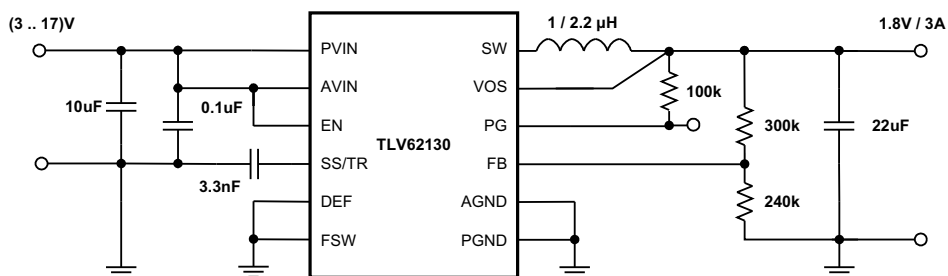 (3 .. 17)V
1 / 2.2 µH
1.8V / 3A
PVIN
SW
AVIN
VOS
10uF
0.1uF
100k
EN
PG
300k
22uF
TLV62130
SS/TR
FB
3.3nF
240k
DEF
AGND
FSW
PGND